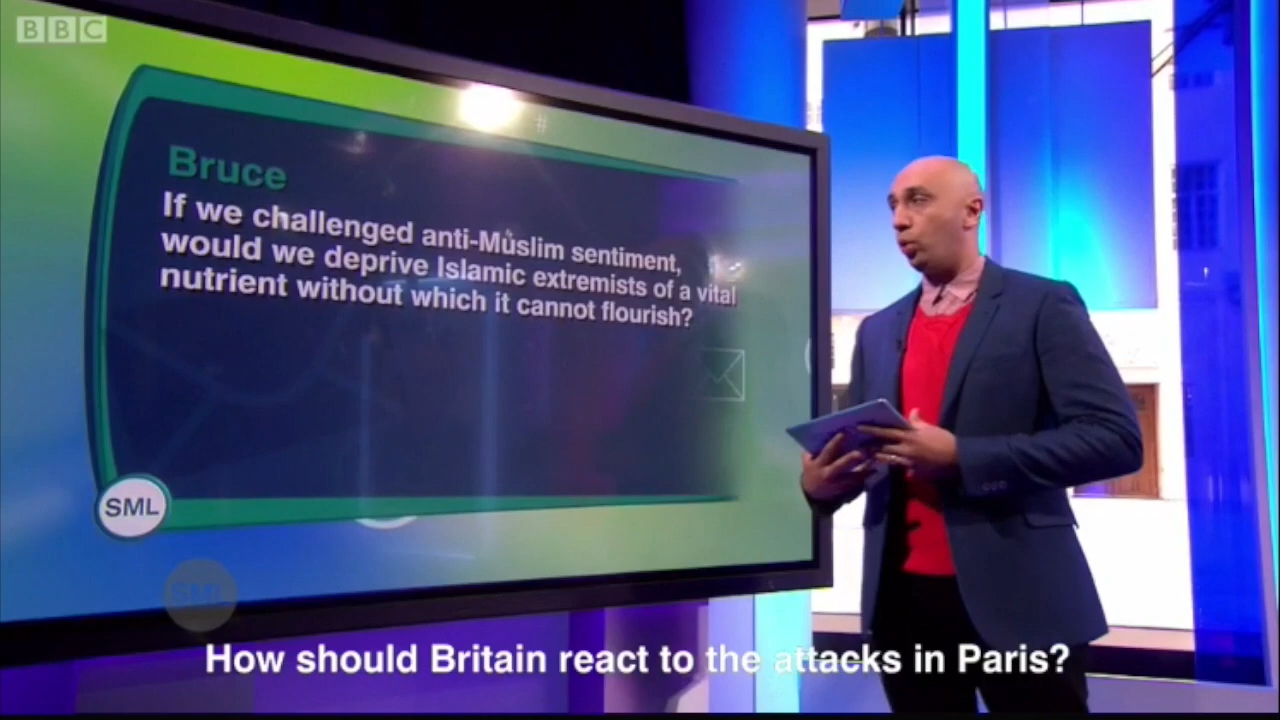 BBC
#
Bruce
If we challenged anti-Muslim sentiment,
would we deprive Islamic extremists of a vital
nutrient without which it cannot flourish?
SML
SML
How should Britain react to the attacks in Paris?